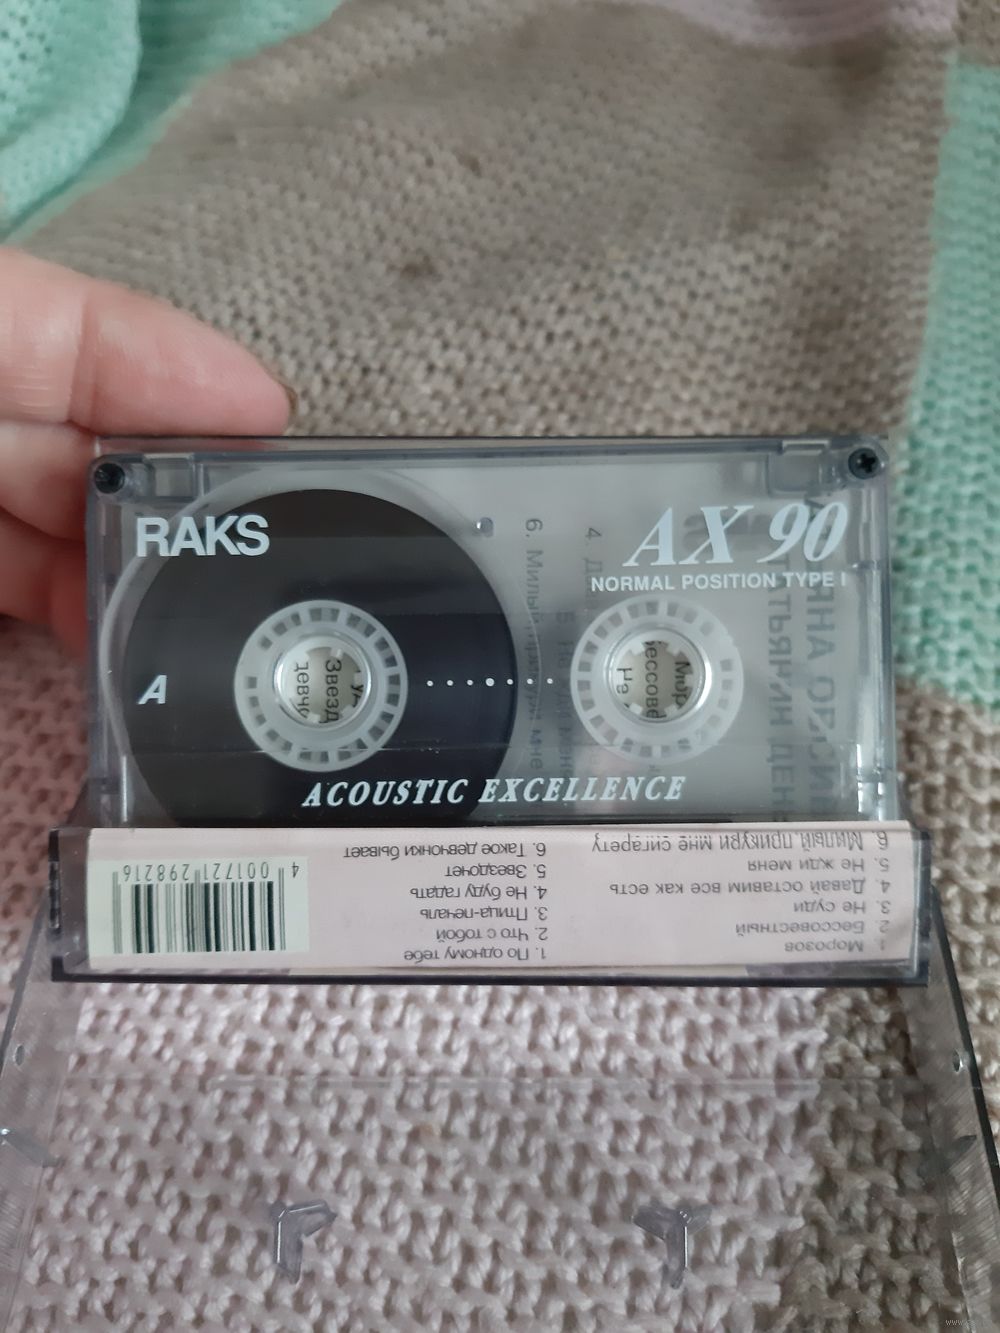 RAKS
AX 90
NORMAL POSITION TYPE I
A
ACOUSTIC EXCELLENCE
1. Морозов
2. Бессовестный
3. Не суди
4. Давай оставим все как есть
5. Не жди меня
6. Милый, прикури мне сигарету
1. По одному тебе
2. Что с тобой
3. Птица-печаль
4. Не буду гадать
5. Звездочет
6. Такое девчонки бывает
4 001721 298216